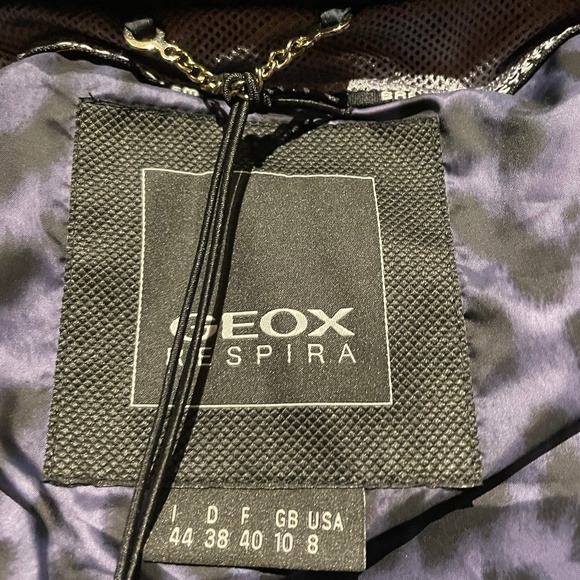 GEOX
RESPIRA
I D F GB USA
44 38 40 10 8